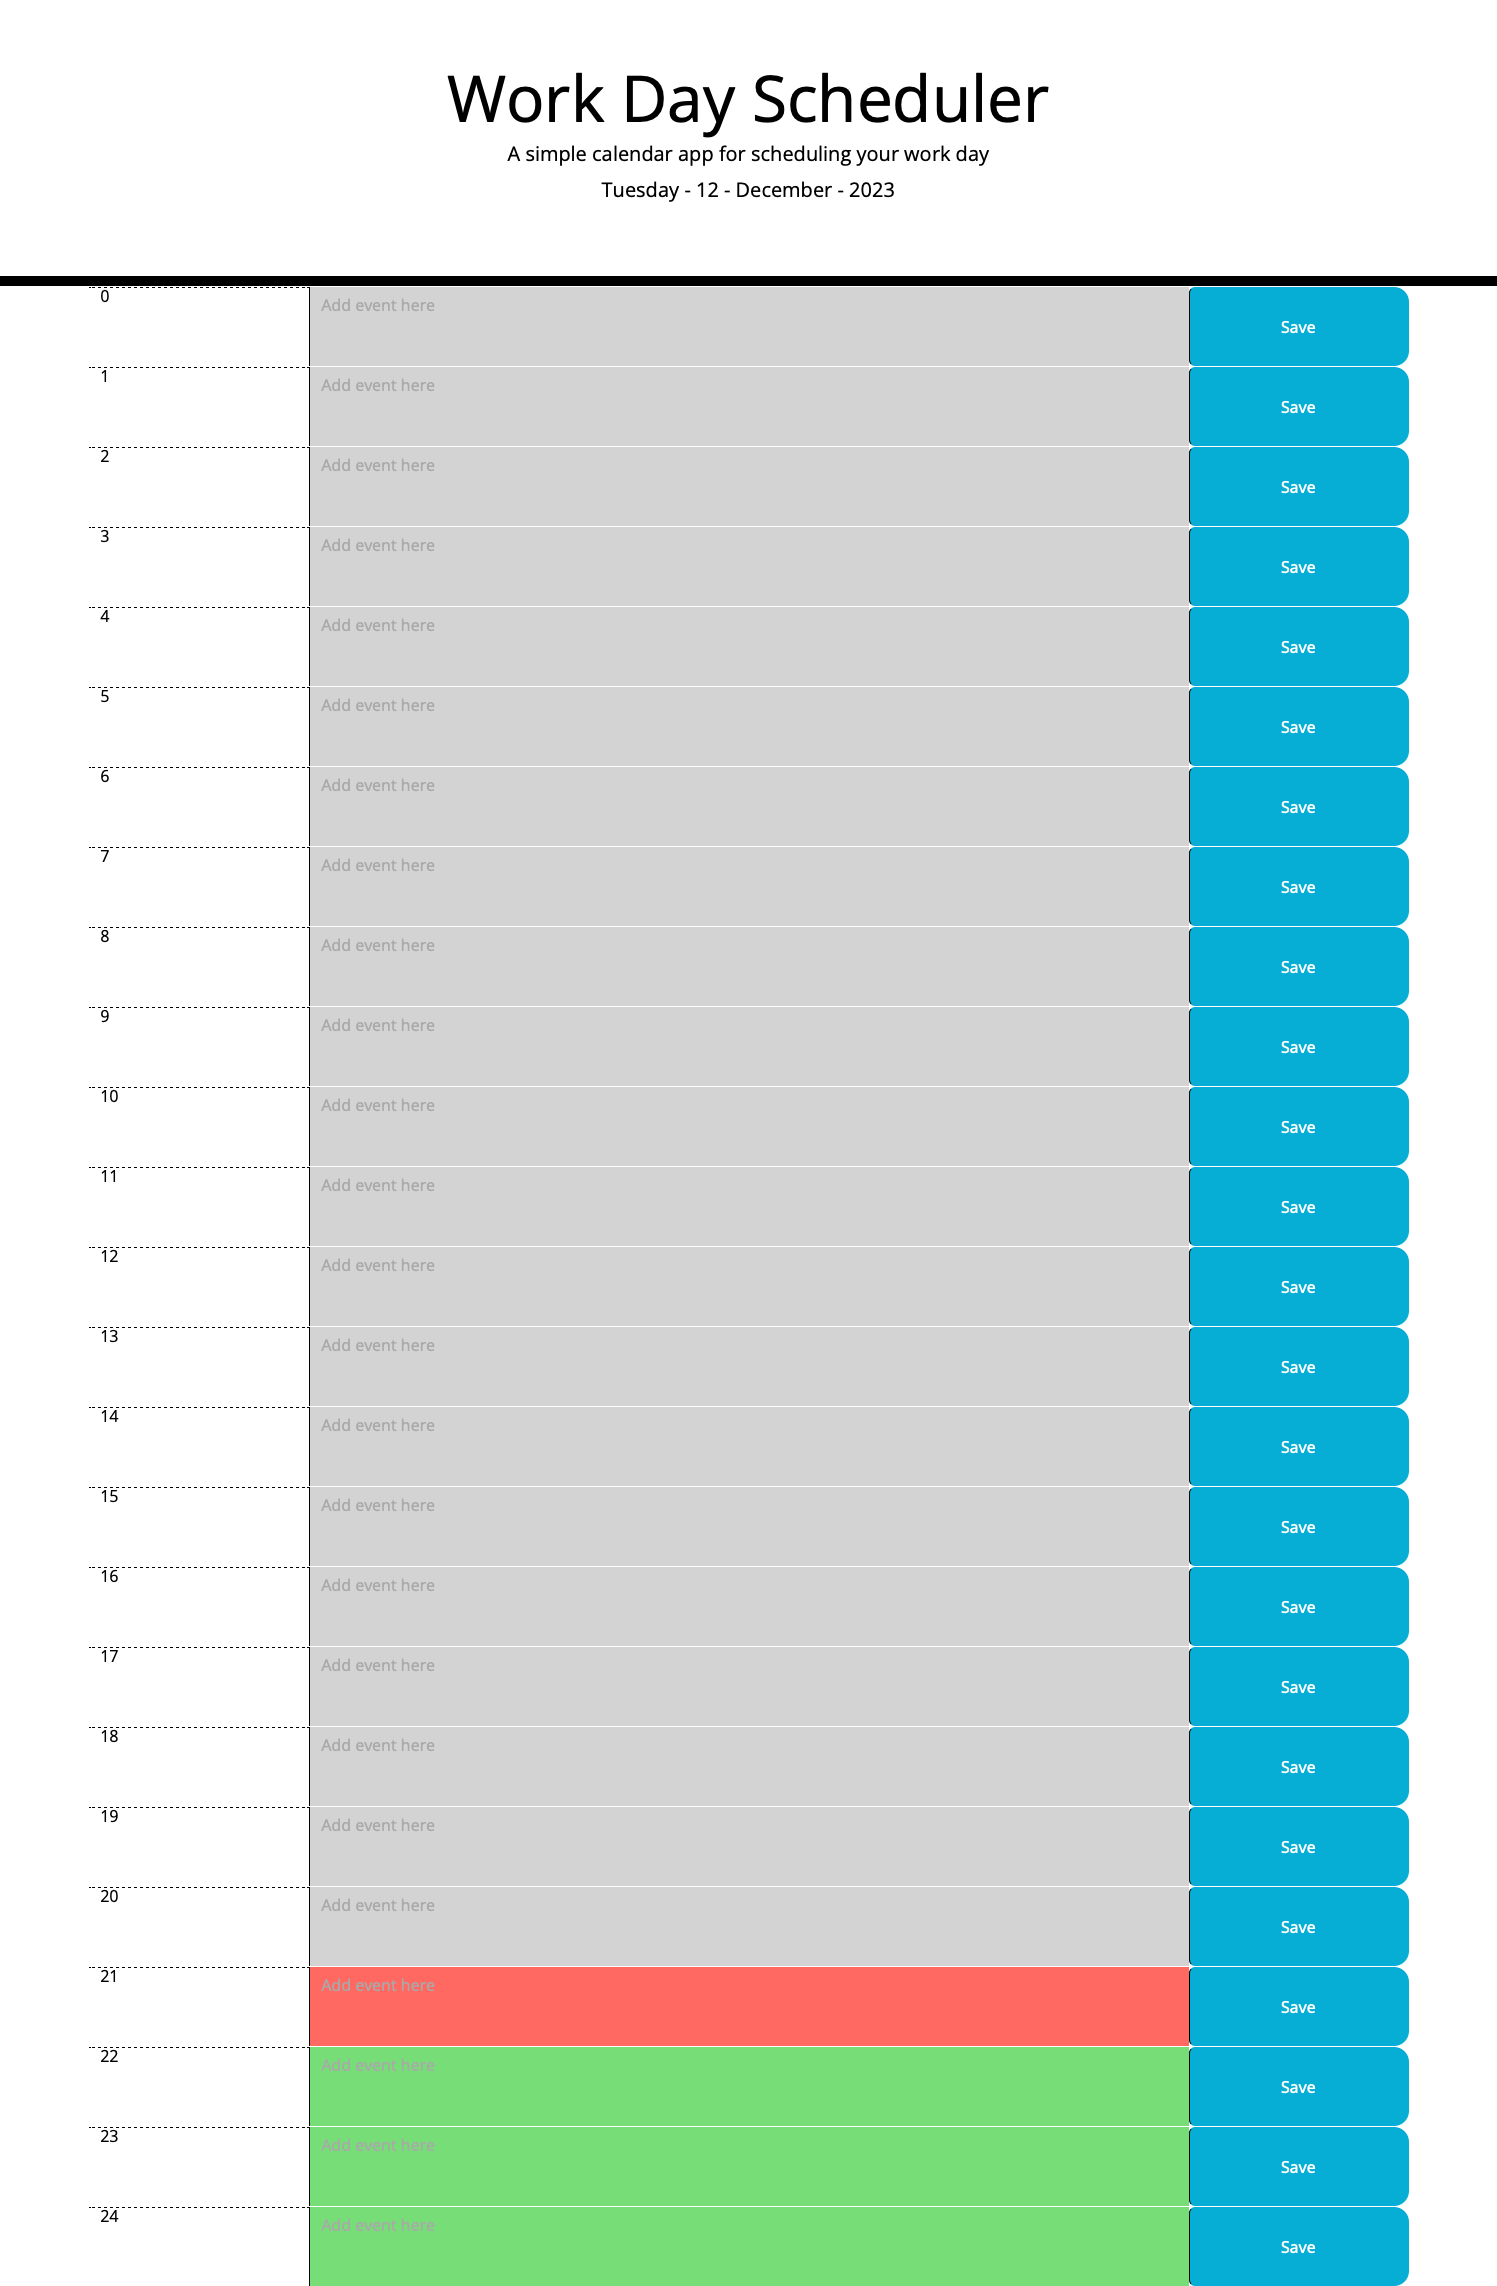 Work Day Scheduler
A simple calendar app for scheduling your work day
Tuesday - 12 - December - 2023
0 Add event here Save
1 Add event here Save
2 Add event here Save
3 Add event here Save
4 Add event here Save
5 Add event here Save
6 Add event here Save
7 Add event here Save
8 Add event here Save
9 Add event here Save
10 Add event here Save
11 Add event here Save
12 Add event here Save
13 Add event here Save
14 Add event here Save
15 Add event here Save
16 Add event here Save
17 Add event here Save
18 Add event here Save
19 Add event here Save
20 Add event here Save
21 Add event here Save
22 Add event here Save
23 Add event here Save
24 Add event here Save